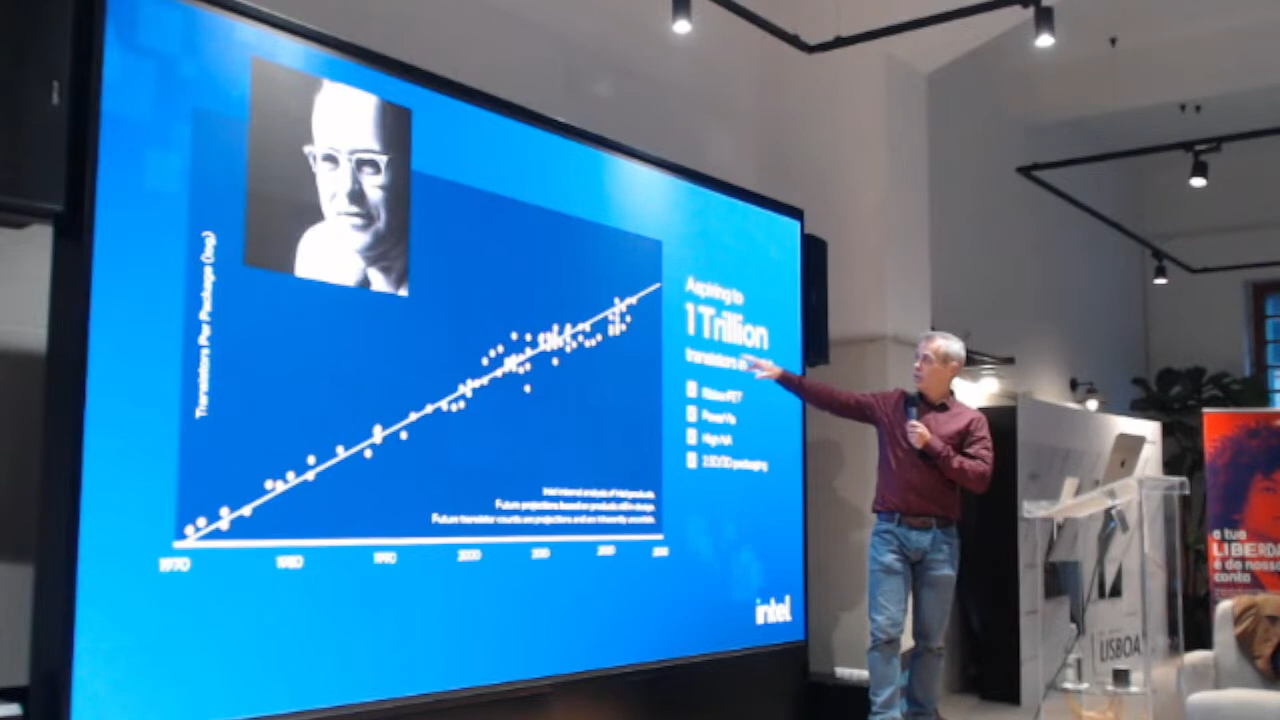 Transistors Per Package (log)
Aspiring to
1 Trillion
transistors
RibbonFET
PowerVia
High NA
2.5D/3D packaging
Intel internal analysis of Intel products.
Future projections based on products still in design.
Future transistor counts are projections and are inherently uncertain.
1970
1980
1990
2000
2010
2020
2030
intel
LISBOA
a tua
LIBERDA
é da nossa
conta